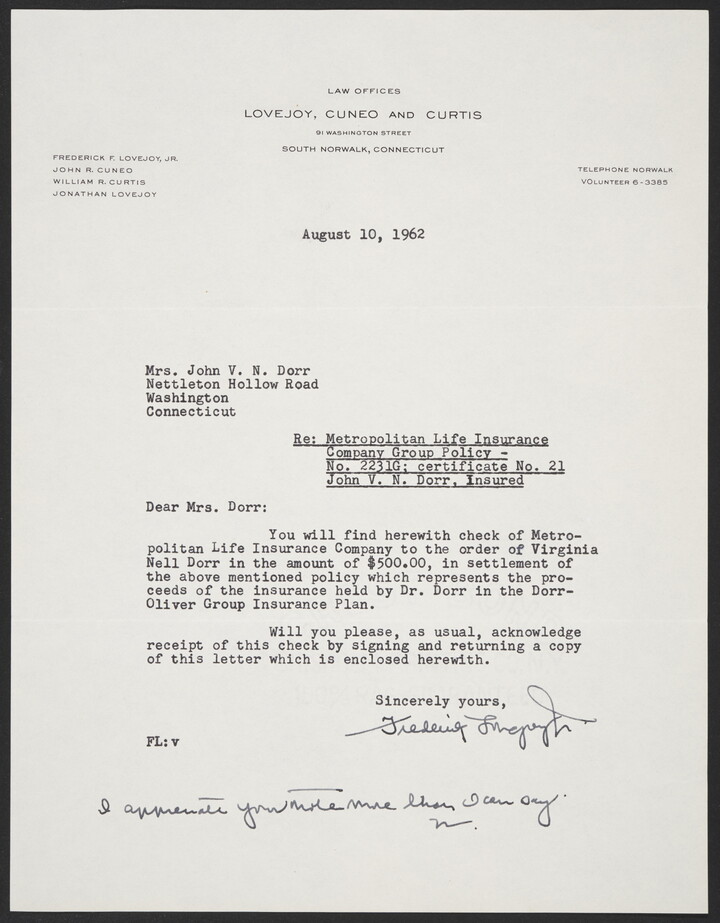 LAW OFFICES
LOVEJOY, CUNEO AND CURTIS
91 WASHINGTON STREET
SOUTH NORWALK, CONNECTICUT
FREDERICK F. LOVEJOY, JR.
JOHN R. CUNEO
WILLIAM R. CURTIS
JONATHAN LOVEJOY
TELEPHONE NORWALK
VOLUNTEER 6-3385
August 10, 1962
Mrs. John V. N. Dorr
Nettleton Hollow Road
Washington
Connecticut
Re: Metropolitan Life Insurance
Company Group Policy -
No. 2231G; certificate No. 21
John V. N. Dorr, Insured
Dear Mrs. Dorr:
You will find herewith check of Metro-
politan Life Insurance Company to the order of Virginia
Nell Dorr in the amount of $500.00, in settlement of
the above mentioned policy which represents the pro-
ceeds of the insurance held by Dr. Dorr in the Dorr-
Oliver Group Insurance Plan.
Will you please, as usual, acknowledge
receipt of this check by signing and returning a copy
of this letter which is enclosed herewith.
Sincerely yours,
Frederick Lovejoy Jr
FL:v
I appreciate your note more than I can say.